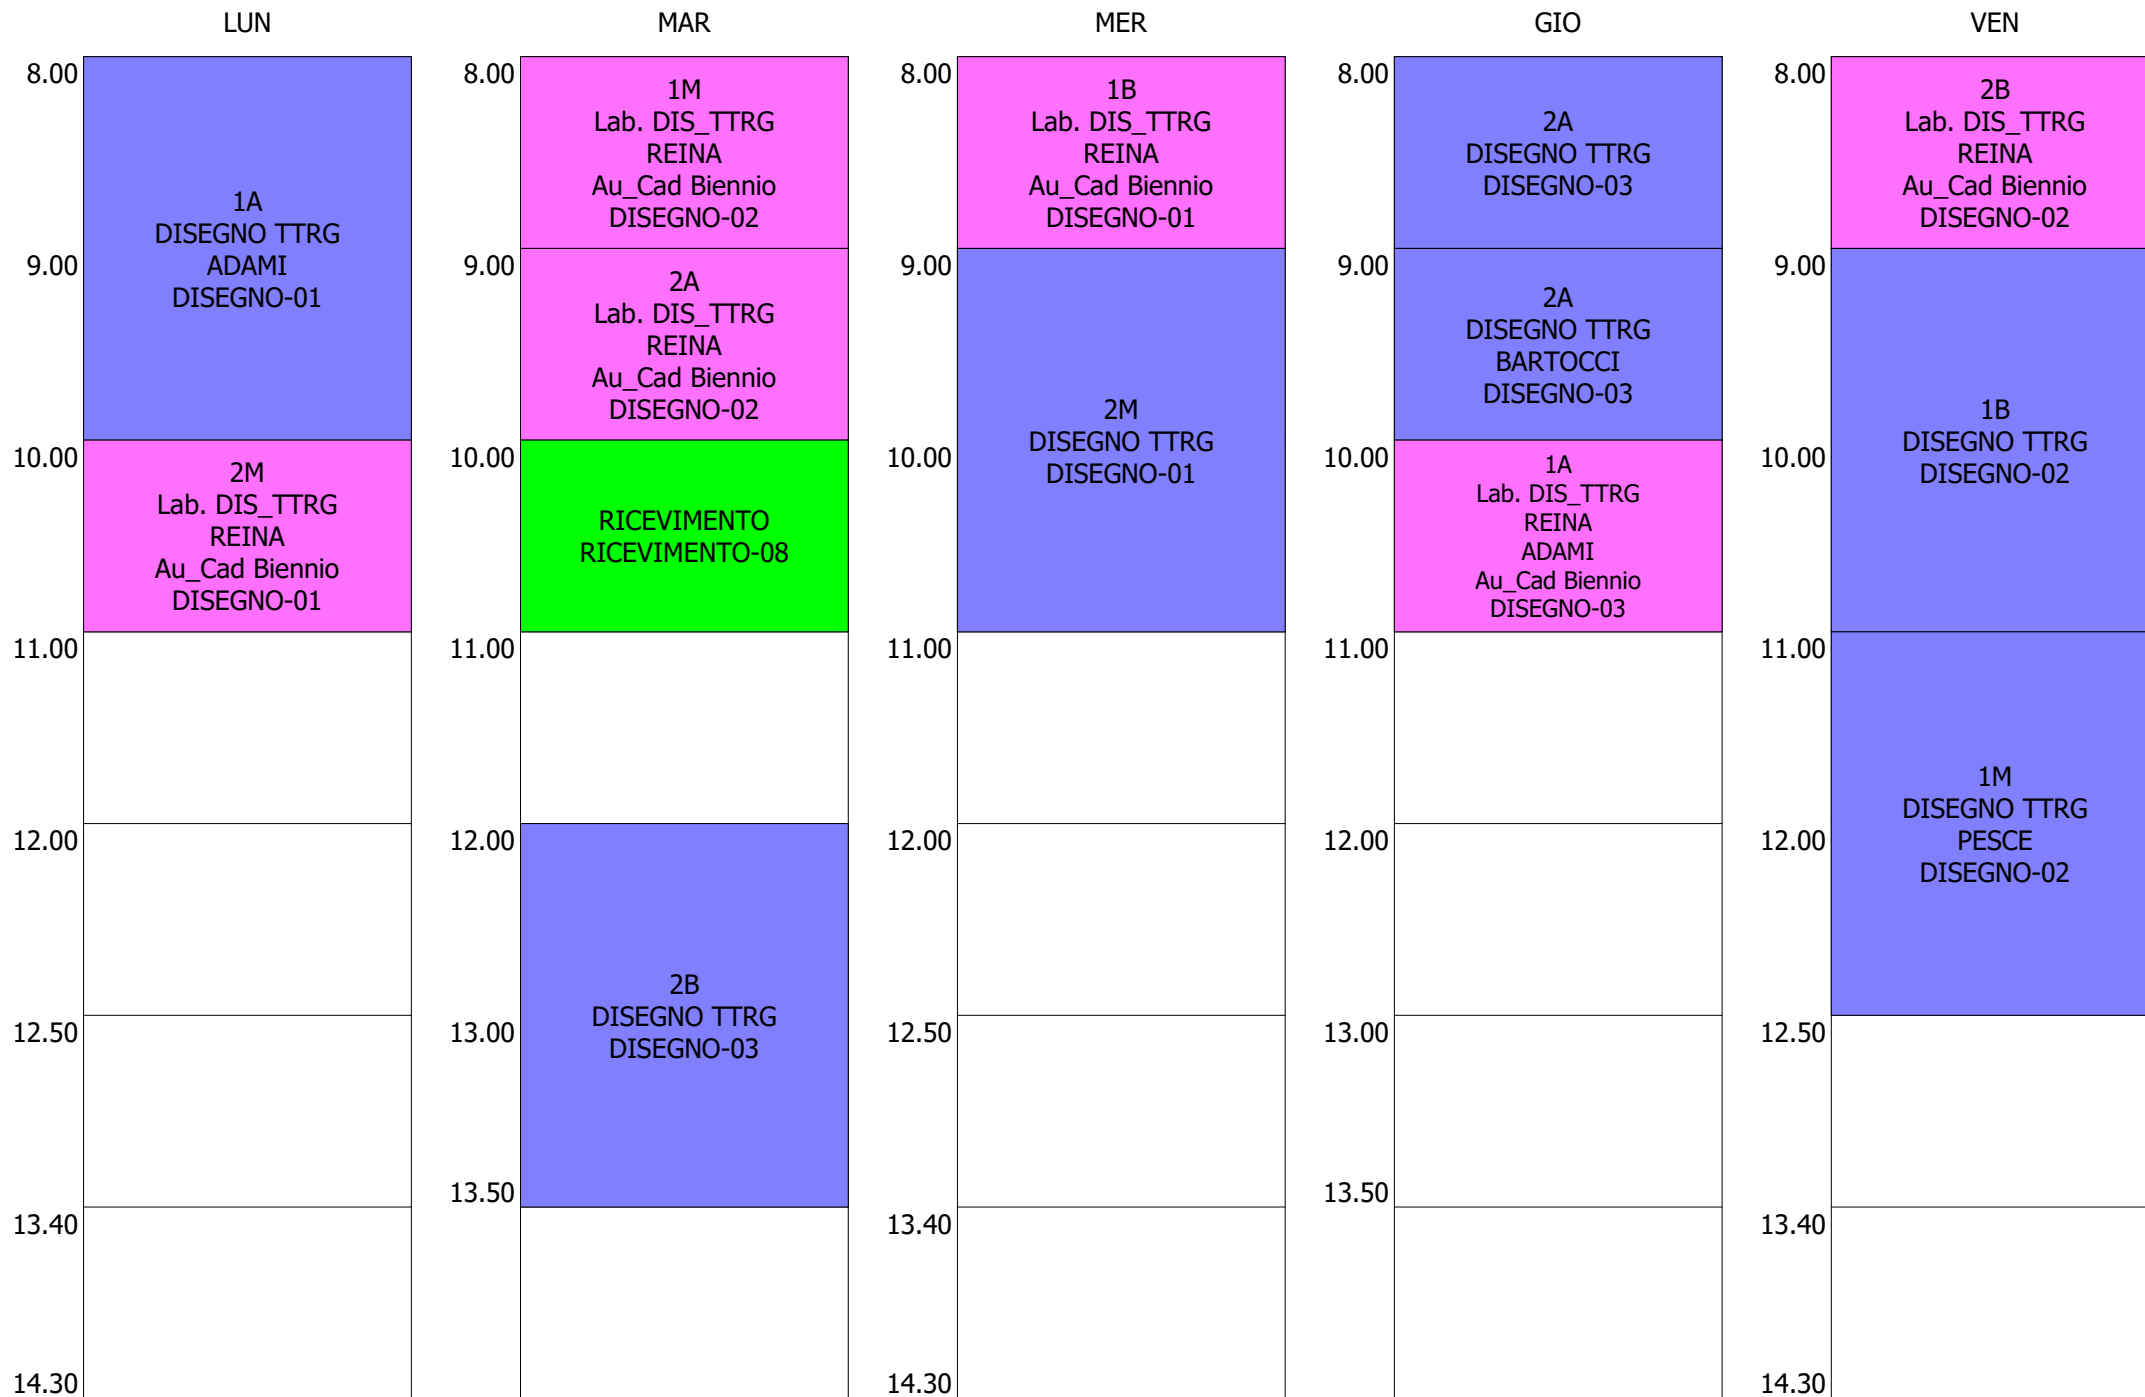 LUN
8.00
1A
DISEGNO TTRG
ADAMI
DISEGNO-01
9.00
10.00
2M
Lab. DIS_TTRG
REINA
Au_Cad Biennio
DISEGNO-01
11.00
12.00
12.50
13.40
14.30
MAR
8.00
1M
Lab. DIS_TTRG
REINA
Au_Cad Biennio
DISEGNO-02
9.00
2A
Lab. DIS_TTRG
REINA
Au_Cad Biennio
DISEGNO-02
10.00
RICEVIMENTO
RICEVIMENTO-08
11.00
12.00
2B
DISEGNO TTRG
DISEGNO-03
13.00
13.50
MER
8.00
1B
Lab. DIS_TTRG
REINA
Au_Cad Biennio
DISEGNO-01
9.00
2M
DISEGNO TTRG
DISEGNO-01
10.00
11.00
12.00
12.50
13.40
14.30
GIO
8.00
2A
DISEGNO TTRG
DISEGNO-03
9.00
2A
DISEGNO TTRG
BARTOCCI
DISEGNO-03
10.00
1A
Lab. DIS_TTRG
REINA
ADAMI
Au_Cad Biennio
DISEGNO-03
11.00
12.00
13.00
13.50
VEN
8.00
2B
Lab. DIS_TTRG
REINA
Au_Cad Biennio
DISEGNO-02
9.00
1B
DISEGNO TTRG
DISEGNO-02
10.00
11.00
1M
DISEGNO TTRG
PESCE
DISEGNO-02
12.00
12.50
13.40
14.30